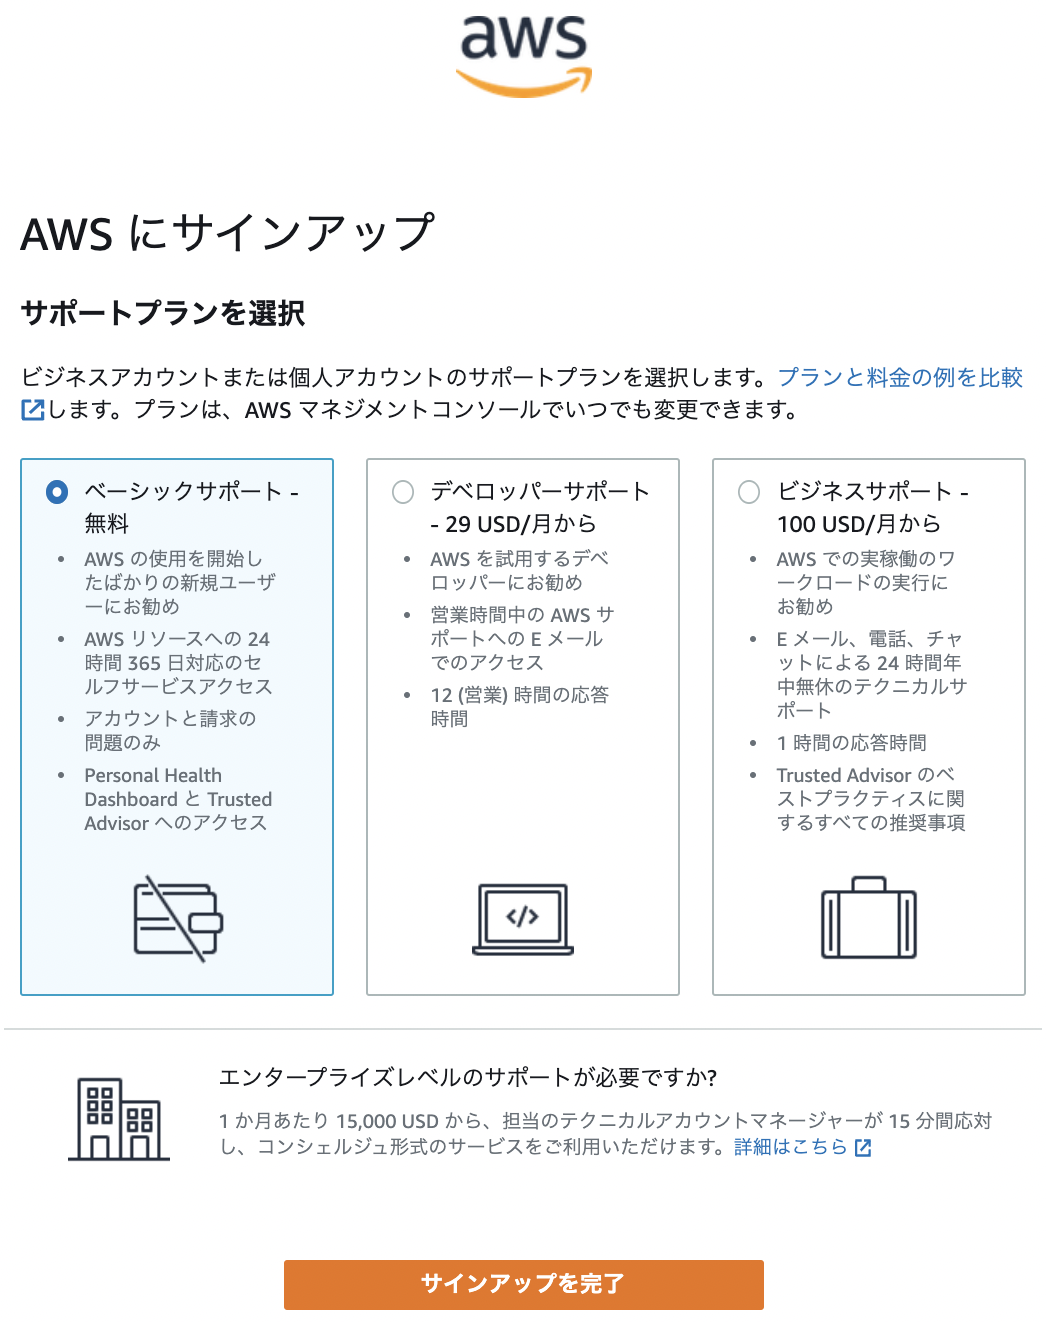 aws
AWS にサインアップ
サポートプランを選択
ビジネスアカウントまたは個人アカウントのサポートプランを選択します。プランと料金の例を比較
します。プランは、AWS マネジメントコンソールでいつでも変更できます。
ベーシックサポート -
無料
• AWS の使用を開始し
たばかりの新規ユーザ
ーにお勧め
• AWS リソースへの 24
時間 365 日対応のセ
ルフサービスアクセス
• アカウントと請求の
問題のみ
• Personal Health
Dashboard と Trusted
Advisor へのアクセス
デベロッパーサポート
- 29 USD/月から
• AWS を試用するデベ
ロッパーにお勧め
• 営業時間中の AWS サ
ポートへの E メール
でのアクセス
• 12 (営業) 時間の応答
時間
</>
ビジネスサポート -
100 USD/月から
• AWS での実稼働のワ
ークロードの実行に
お勧め
• E メール、電話、チャ
ットによる 24 時間年
中無休のテクニカルサ
ポート
• 1 時間の応答時間
• Trusted Advisor のベ
ストプラクティスに関
するすべての推奨事項
エンタープライズレベルのサポートが必要ですか?
1 か月あたり 15,000 USD から、担当のテクニカルアカウントマネージャーが 15 分間応対
し、コンシェルジュ形式のサービスをご利用いただけます。詳細はこちら
サインアップを完了